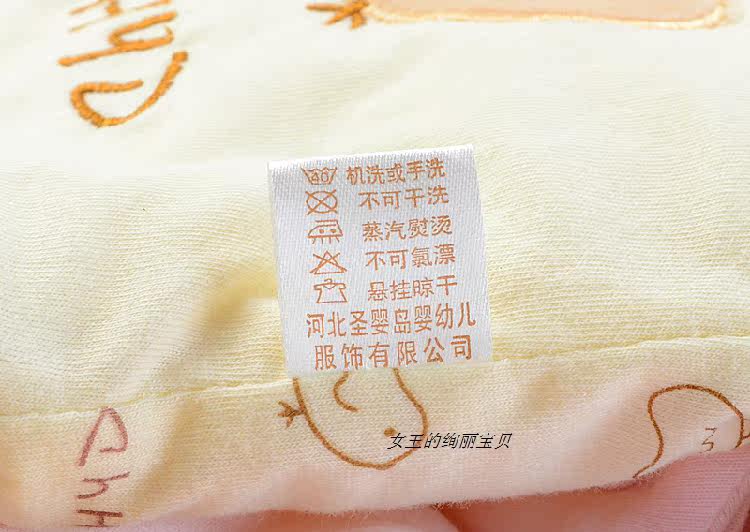 机洗或手洗
不可干洗
蒸汽熨烫
不可氯漂
悬挂晾干
河北圣婴岛婴幼儿
服饰有限公司
女王的绚丽宝贝